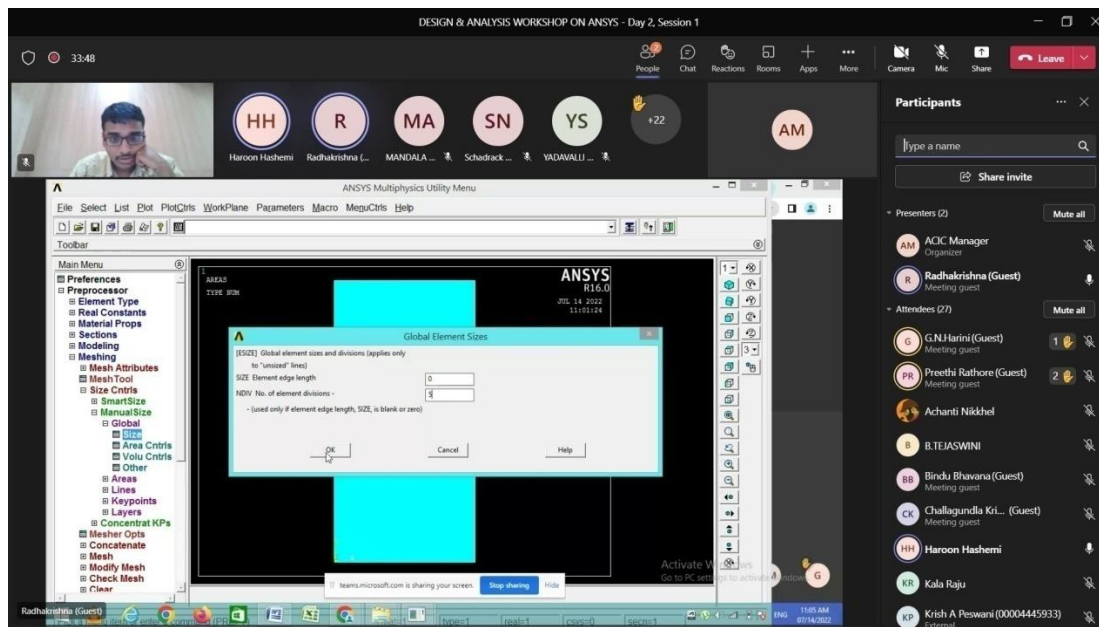 DESIGN & ANALYSIS WORKSHOP ON ANSYS - Day 2, Session 1
33:48
2
People
Chat
Reactions
Rooms
Apps
More
Camera
Mic
Share
Leave
HH
R
MA
SN
YS
+22
AM
Haroon Hashemi
Radhakrishna (...
MANDALA ...
Schadrack ...
YADAVALLI ...
Participants
Type a name
Share invite
Presenters (2)
Mute all
AM
ACIC Manager
Organizer
R
Radhakrishna (Guest)
Meeting guest
Attendees (27)
Mute all
G
G.N.Harini(Guest)
Meeting guest
1
PR
Preethi Rathore (Guest)
Meeting guest
2
Achanti Nikkhel
B
B.TEJASWINI
BB
Bindu Bhavana(Guest)
Meeting guest
CK
Challagundla Kri... (Guest)
Meeting guest
HH
Haroon Hashemi
KR
Kala Raju
KP
Krish A Peswani (00004445933)
External
ANSYS Multiphysics Utility Menu
File Select List Plot PlotCtrls WorkPlane Parameters Macro MenuCtrls Help
Toolbar
Main Menu
Preferences
Preprocessor
Element Type
Real Constants
Material Props
Sections
Modeling
Meshing
Mesh Attributes
MeshTool
Size Cntrls
SmartSize
ManualSize
Global
Size
Area Cntrls
Volu Cntrls
Other
Areas
Lines
Keypoints
Layers
Concentrat KPs
Mesher Opts
Concatenate
Mesh
Modify Mesh
Check Mesh
Clear
1
AREAS
TYPE NUM
ANSYS
R16.0
JUL 14 2022
11:01:24
1
3
Global Element Sizes
[ESIZE] Global element sizes and divisions (applies only
to "unsized" lines)
SIZE Element edge length
0
NDIV No. of element divisions -
5
- (used only if element edge length, SIZE, is blank or zero)
OK
Cancel
Help
teams.microsoft.com is sharing your screen.
Stop sharing
Hide
Activate Windows
Go to PC settings to activate Windows
G
Radhakrishna (Guest)
type=1
real=1
csys=0
secn=1
ENG
11:05 AM
07/14/2022